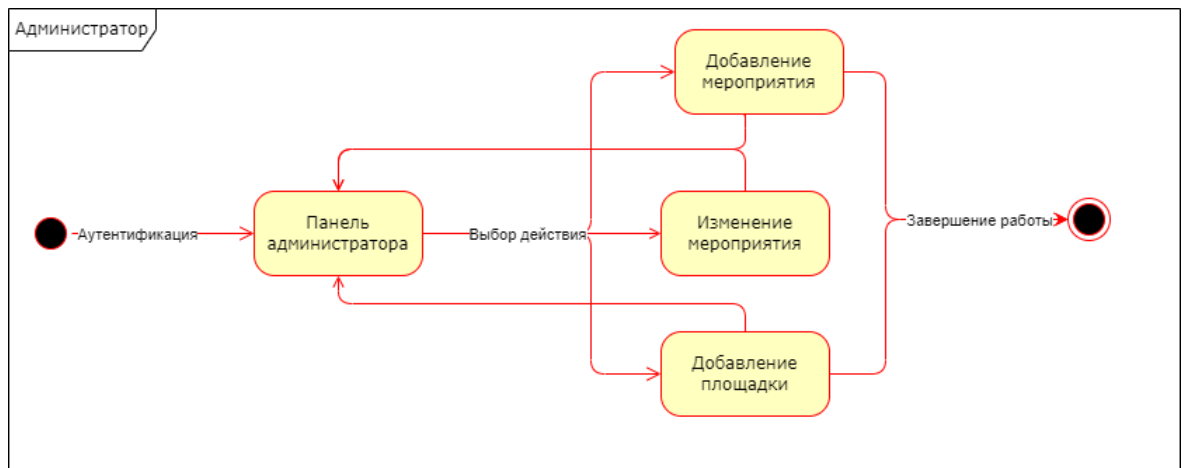 Администратор
Добавление
мероприятия
Аутентификация
Панель
администратора
Выбор действия
Изменение
мероприятия
Завершение работы
Добавление
площадки